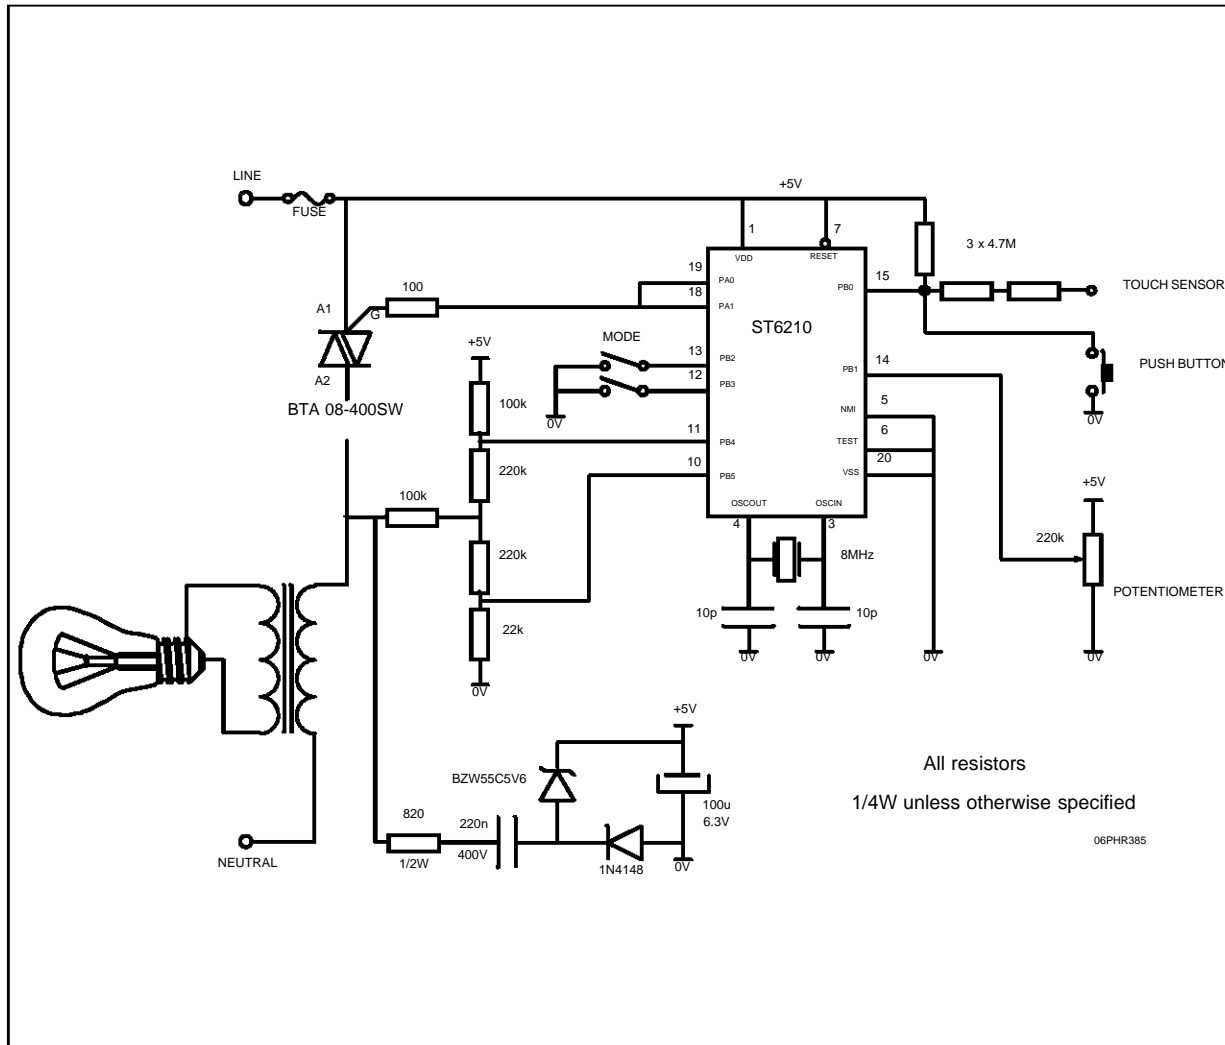 LINE
FUSE
+5V
1
7
VDD
RESET
3 x 4.7M
19
PA0
18
PA1
15
PB0
TOUCH SENSOR
100
A1
G
ST6210
A2
BTA 08-400SW
+5V
MODE
13
PB2
12
PB3
14
PB1
PUSH BUTTON
0V
0V
100k
5
NMI
11
PB4
6
TEST
10
PB5
20
VSS
220k
100k
OSCOUT
OSCIN
4
3
+5V
220k
8MHz
220k
POTENTIOMETER
10p
10p
22k
0V
0V
0V
0V
0V
+5V
BZW55C5V6
100u
6.3V
820
1/2W
220n
400V
1N4148
0V
NEUTRAL
All resistors
1/4W unless otherwise specified
06PHR385